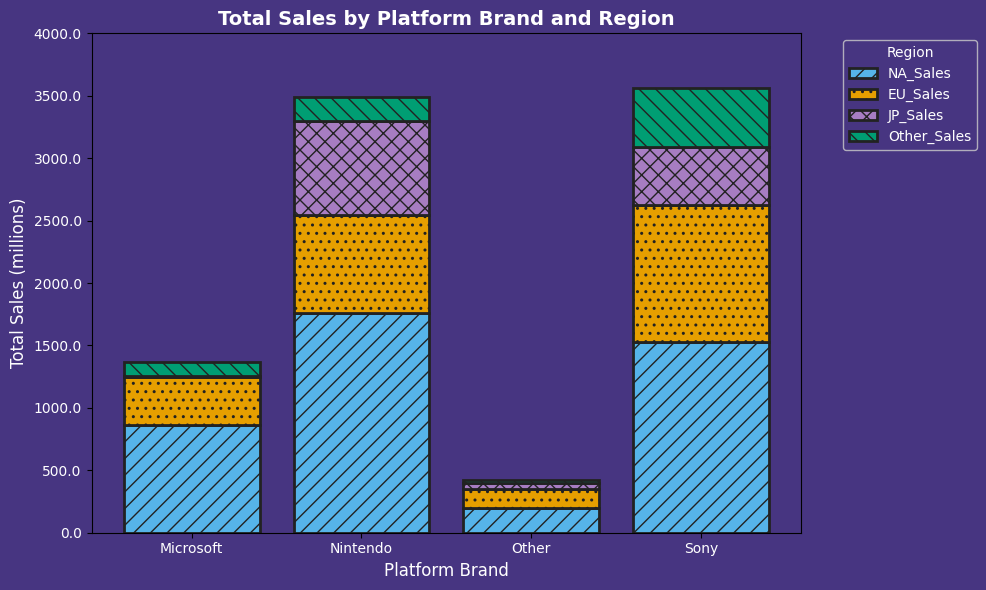 Total Sales by Platform Brand and Region
4000.0
3500.0
3000.0
2500.0
2000.0
1500.0
1000.0
500.0
0.0
Total Sales (millions)
Microsoft
Nintendo
Other
Sony
Platform Brand
Region
NA_Sales
EU_Sales
JP_Sales
Other_Sales